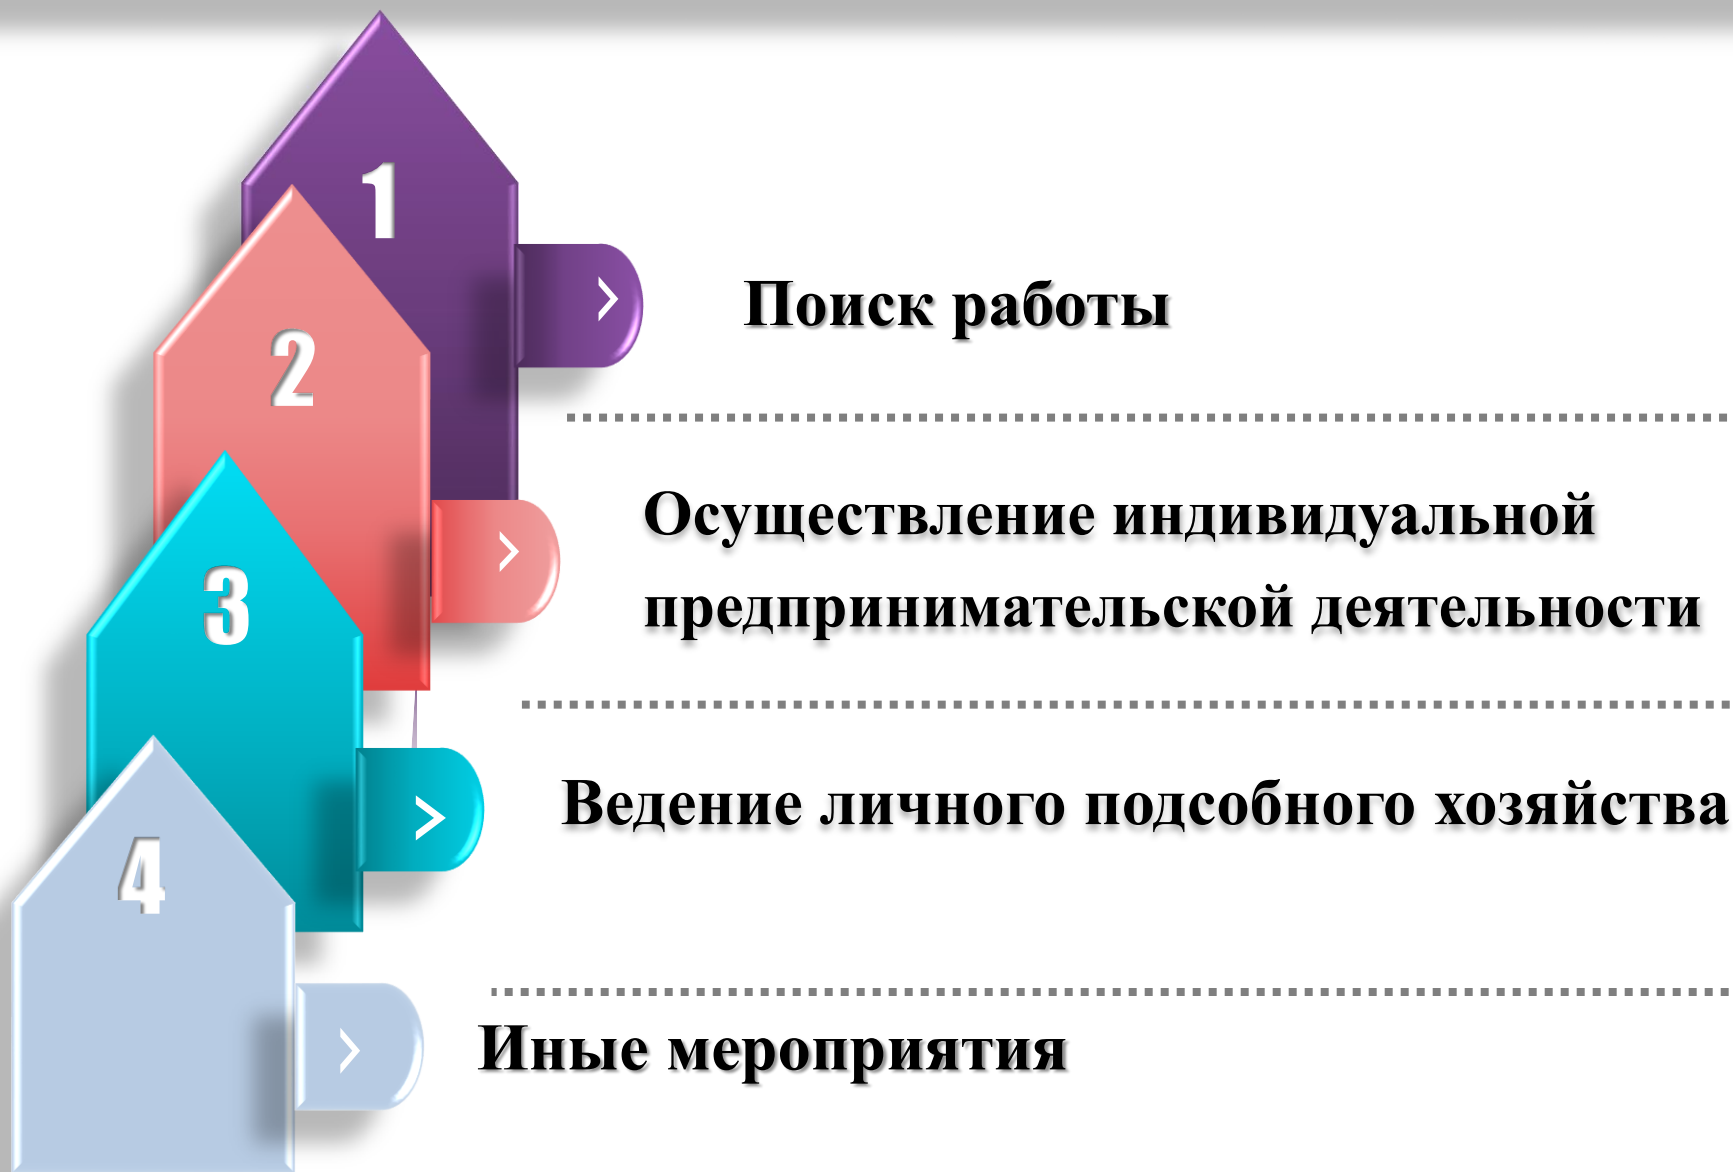 1
Поиск работы
2
Осуществление индивидуальной
предпринимательской деятельности
3
Ведение личного подсобного хозяйства
4
Иные мероприятия